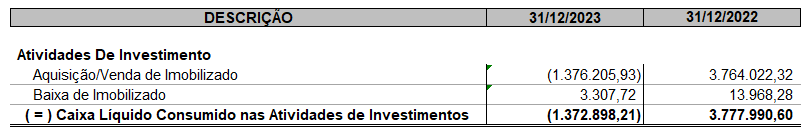 DESCRIÇÃO 31/12/2023 31/12/2022
Atividades De Investimento
Aquisição/Venda de Imobilizado (1.376.205,93) 3.764.022,32
Baixa de Imobilizado 3.307,72 13.968,28
( = ) Caixa Líquido Consumido nas Atividades de Investimentos (1.372.898,21) 3.777.990,60